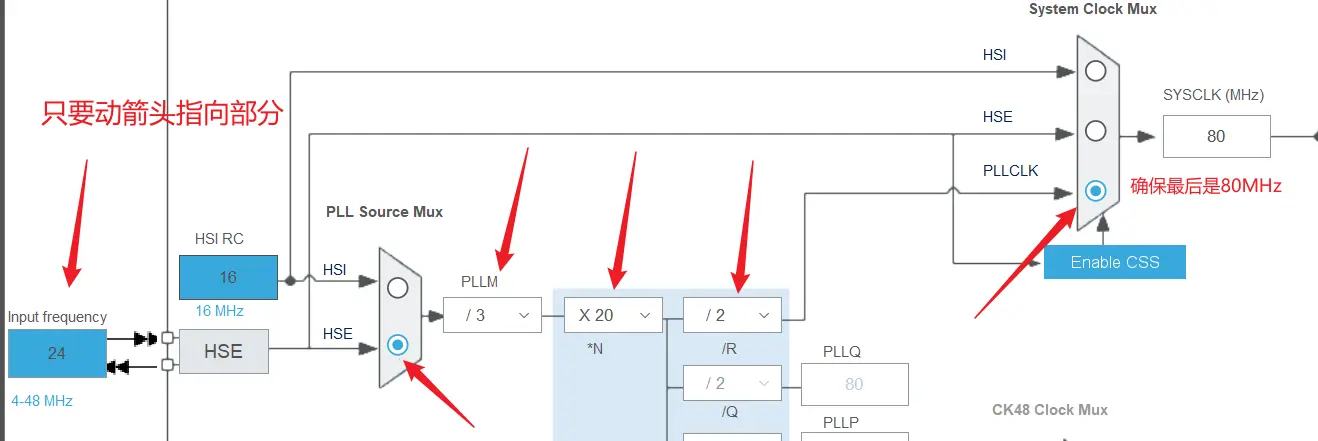 System Clock Mux
HSI
只要动箭头指向部分
SYSCLK (MHz)
HSE
80
PLLCLK
确保最后是80MHz
PLL Source Mux
HSI RC
16
HSI
Enable CSS
PLLM
16 MHz
Input frequency
/ 3
X 20
/ 2
24
HSE
HSE
*N
/R
PLLQ
/ 2
80
4-48 MHz
/Q
CK48 Clock Mux
PLLP